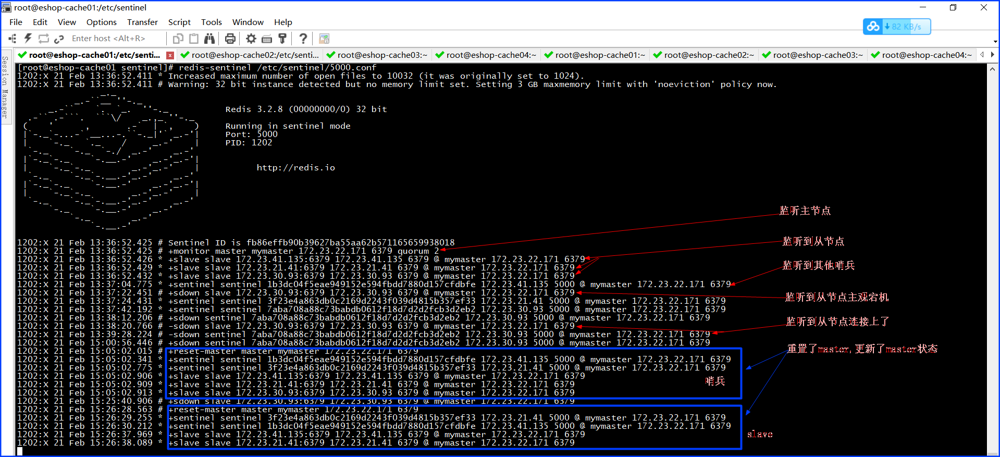 root@eshop-cache01:/etc/sentinel
File Edit View Options Transfer Script Tools Window Help
82 KB/s
Enter host <Alt+R>
root@eshop-cache01:/etc/senti... root@eshop-cache02:/etc/senti... root@eshop-cache03:~ root@eshop-cache04:~ root@eshop-cache01:~ root@eshop-cache02:~ root@eshop-cache03:~ root@eshop-cache04:~
Session Manager
[root@eshop-cache01 sentinel]# redis-sentinel /etc/sentinel/5000.conf
1202:X 21 Feb 13:36:52.411 * Increased maximum number of open files to 10032 (it was originally set to 1024).
1202:X 21 Feb 13:36:52.411 # Warning: 32 bit instance detected but no memory limit set. Setting 3 GB maxmemory limit with 'noeviction' policy now.
Redis 3.2.8 (00000000/0) 32 bit
Running in sentinel mode
Port: 5000
PID: 1202
http://redis.io
监听主节点
1202:X 21 Feb 13:36:52.425 # Sentinel ID is fb86effb90b39627ba55aa62b571165659938018
监听到从节点
1202:X 21 Feb 13:36:52.425 # +monitor master mymaster 172.23.22.171 6379 quorum 2
1202:X 21 Feb 13:36:52.426 * +slave slave 172.23.41.135:6379 172.23.41.135 6379 @ mymaster 172.23.22.171 6379
1202:X 21 Feb 13:36:52.429 * +slave slave 172.23.21.41:6379 172.23.21.41 6379 @ mymaster 172.23.22.171 6379
监听到其他哨兵
1202:X 21 Feb 13:36:52.432 * +slave slave 172.23.30.93:6379 172.23.30.93 6379 @ mymaster 172.23.22.171 6379
1202:X 21 Feb 13:37:04.775 * +sentinel sentinel 1b3dc04f5eae949152e594fbdd7880d157cfdbfe 172.23.41.135 5000 @ mymaster 172.23.22.171 6379
1202:X 21 Feb 13:37:22.451 # +sdown slave 172.23.30.93:6379 172.23.30.93 6379 @ mymaster 172.23.22.171 6379
监听到从节点主观宕机
1202:X 21 Feb 13:37:24.431 * +sentinel sentinel 3f23e4a863db0c2169d2243f039d4815b357ef33 172.23.21.41 5000 @ mymaster 172.23.22.171 6379
1202:X 21 Feb 13:37:42.192 * +sentinel sentinel 7aba708a88c73babdb0612f18d7d2d2fcb3d2eb2 172.23.30.93 5000 @ mymaster 172.23.22.171 6379
1202:X 21 Feb 13:38:12.206 # +sdown sentinel 7aba708a88c73babdb0612f18d7d2d2fcb3d2eb2 172.23.30.93 5000 @ mymaster 172.23.22.171 6379
监听到从节点连接上了
1202:X 21 Feb 13:38:20.766 # -sdown slave 172.23.30.93:6379 172.23.30.93 6379 @ mymaster 172.23.22.171 6379
1202:X 21 Feb 13:39:28.224 # -sdown sentinel 7aba708a88c73babdb0612f18d7d2d2fcb3d2eb2 172.23.30.93 5000 @ mymaster 172.23.22.171 6379
1202:X 21 Feb 15:00:56.446 # +sdown sentinel 7aba708a88c73babdb0612f18d7d2d2fcb3d2eb2 172.23.30.93 5000 @ mymaster 172.23.22.171 6379
重置了master,更新了master状态
1202:X 21 Feb 15:05:02.015 # +reset-master master mymaster 172.23.22.171 6379
1202:X 21 Feb 15:05:02.341 * +sentinel sentinel 1b3dc04f5eae949152e594fbdd7880d157cfdbfe 172.23.41.135 5000 @ mymaster 172.23.22.171 6379
1202:X 21 Feb 15:05:02.775 * +sentinel sentinel 3f23e4a863db0c2169d2243f039d4815b357ef33 172.23.21.41 5000 @ mymaster 172.23.22.171 6379
1202:X 21 Feb 15:05:02.906 * +slave slave 172.23.41.135:6379 172.23.41.135 6379 @ mymaster 172.23.22.171 6379
哨兵
1202:X 21 Feb 15:05:02.909 * +slave slave 172.23.21.41:6379 172.23.21.41 6379 @ mymaster 172.23.22.171 6379
1202:X 21 Feb 15:05:02.913 * +slave slave 172.23.30.93:6379 172.23.30.93 6379 @ mymaster 172.23.22.171 6379
1202:X 21 Feb 15:25:40.906 # +sdown slave 172.23.30.93:6379 172.23.30.93 6379 @ mymaster 172.23.22.171 6379
1202:X 21 Feb 15:26:28.563 # +reset-master master mymaster 172.23.22.171 6379
1202:X 21 Feb 15:26:29.255 * +sentinel sentinel 3f23e4a863db0c2169d2243f039d4815b357ef33 172.23.21.41 5000 @ mymaster 172.23.22.171 6379
1202:X 21 Feb 15:26:30.212 * +sentinel sentinel 1b3dc04f5eae949152e594fbdd7880d157cfdbfe 172.23.41.135 5000 @ mymaster 172.23.22.171 6379
1202:X 21 Feb 15:26:37.969 * +slave slave 172.23.41.135:6379 172.23.41.135 6379 @ mymaster 172.23.22.171 6379
slave
1202:X 21 Feb 15:26:38.089 * +slave slave 172.23.21.41:6379 172.23.21.41 6379 @ mymaster 172.23.22.171 6379